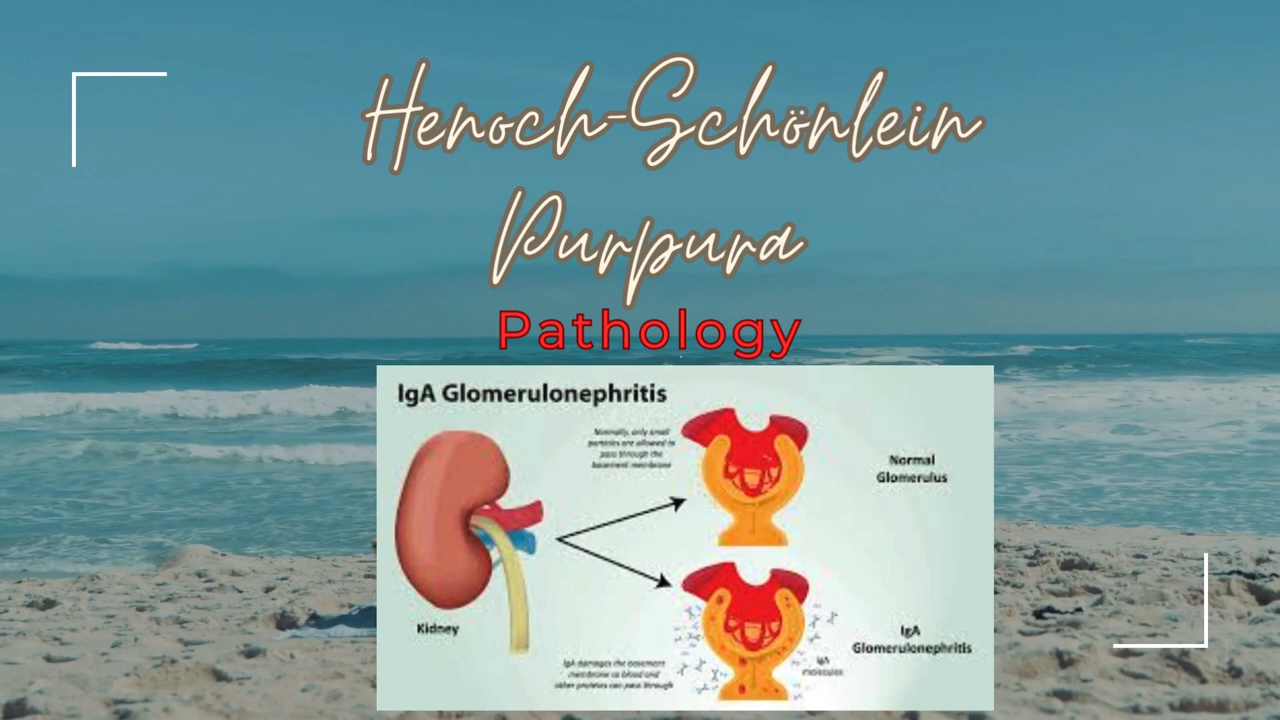 Henoch-Schönlein
Purpura
Pathology
IgA Glomerulonephritis
Normally, only small
particles are allowed to
pass through the
basement membrane
Normal
Glomerulus
Kidney
IgA
Glomerulonephritis
IgA
molecules
IgA damages the basement
membrane so blood and
other proteins can pass through